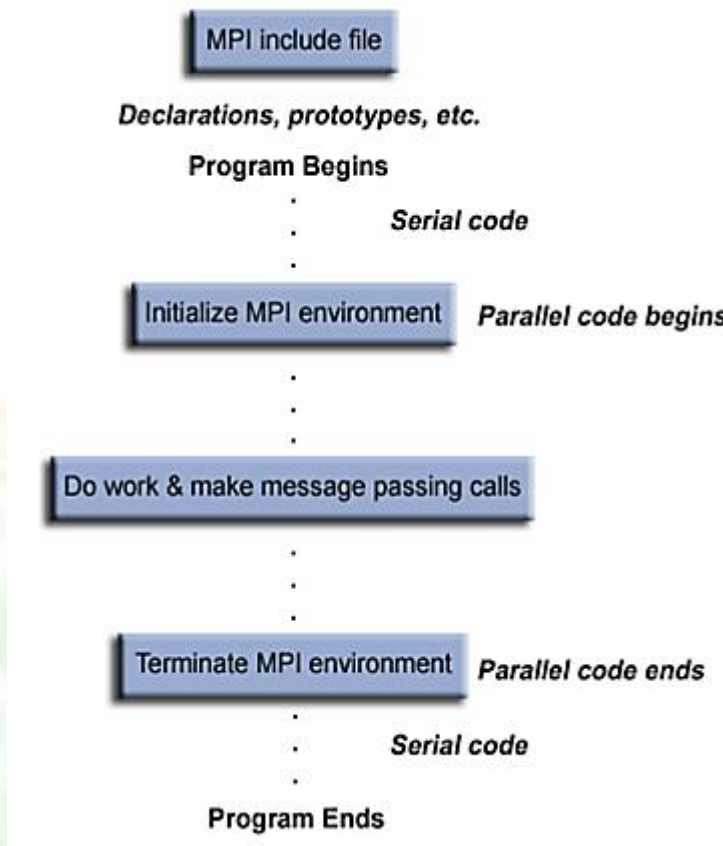 MPI include file
Declarations, prototypes, etc.
Program Begins
Serial code
Initialize MPI environment
Parallel code begins
Do work & make message passing calls
Terminate MPI environment
Parallel code ends
Serial code
Program Ends